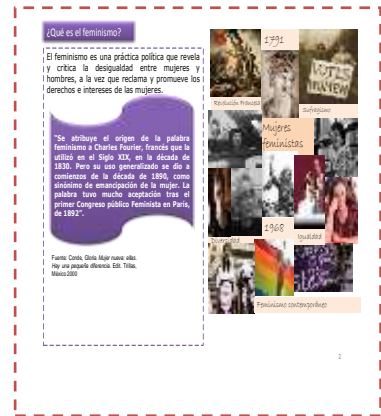 ¿Qué es el feminismo?
El feminismo es una práctica política que revela
y critica la desigualdad entre mujeres y
hombres, a la vez que reclama y promueve los
derechos e intereses de las mujeres.
"Se atribuye el origen de la palabra
feminismo a Charles Fourier, francés que la
utilizó en el Siglo XIX, en la década de
1830. Pero su uso generalizado se dio a
comienzos de la década de 1890, como
sinónimo de emancipación de la mujer. La
palabra tuvo mucho aceptación tras el
primer Congreso público Feminista en París,
de 1892".
Fuente: Conde, Gloria Mujer nueva: ellas.
Hay una pequeña diferencia. Edit. Trillas,
México 2000
1791
Revolución Francesa
Sufragismo
Mujeres
feministas
1968
Diversidad
Igualdad
Feminismo contemporáneo
2